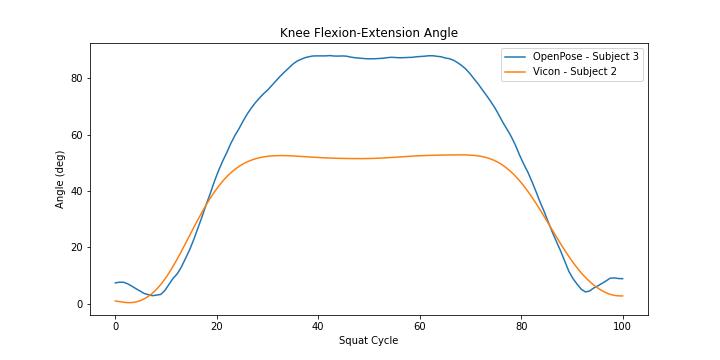 Knee Flexion-Extension Angle
OpenPose - Subject 3
Vicon - Subject 2
Angle (deg)
80
60
40
20
0
0 20 40 60 80 100
Squat Cycle